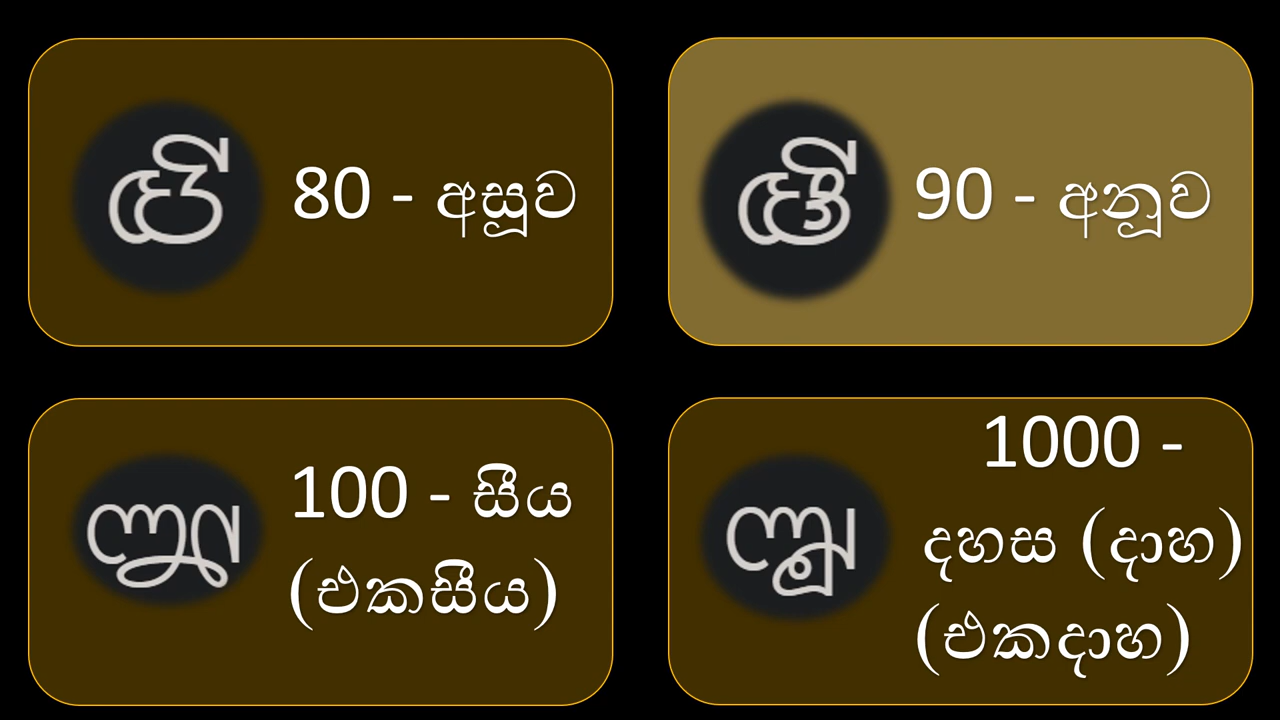 𑇱 80 - අසූව
𑇲 90 - අනූව
𑇳 100 - සීය
(එකසීය)
𑇴 1000 -
දහස (දාහ)
(එකදාහ)